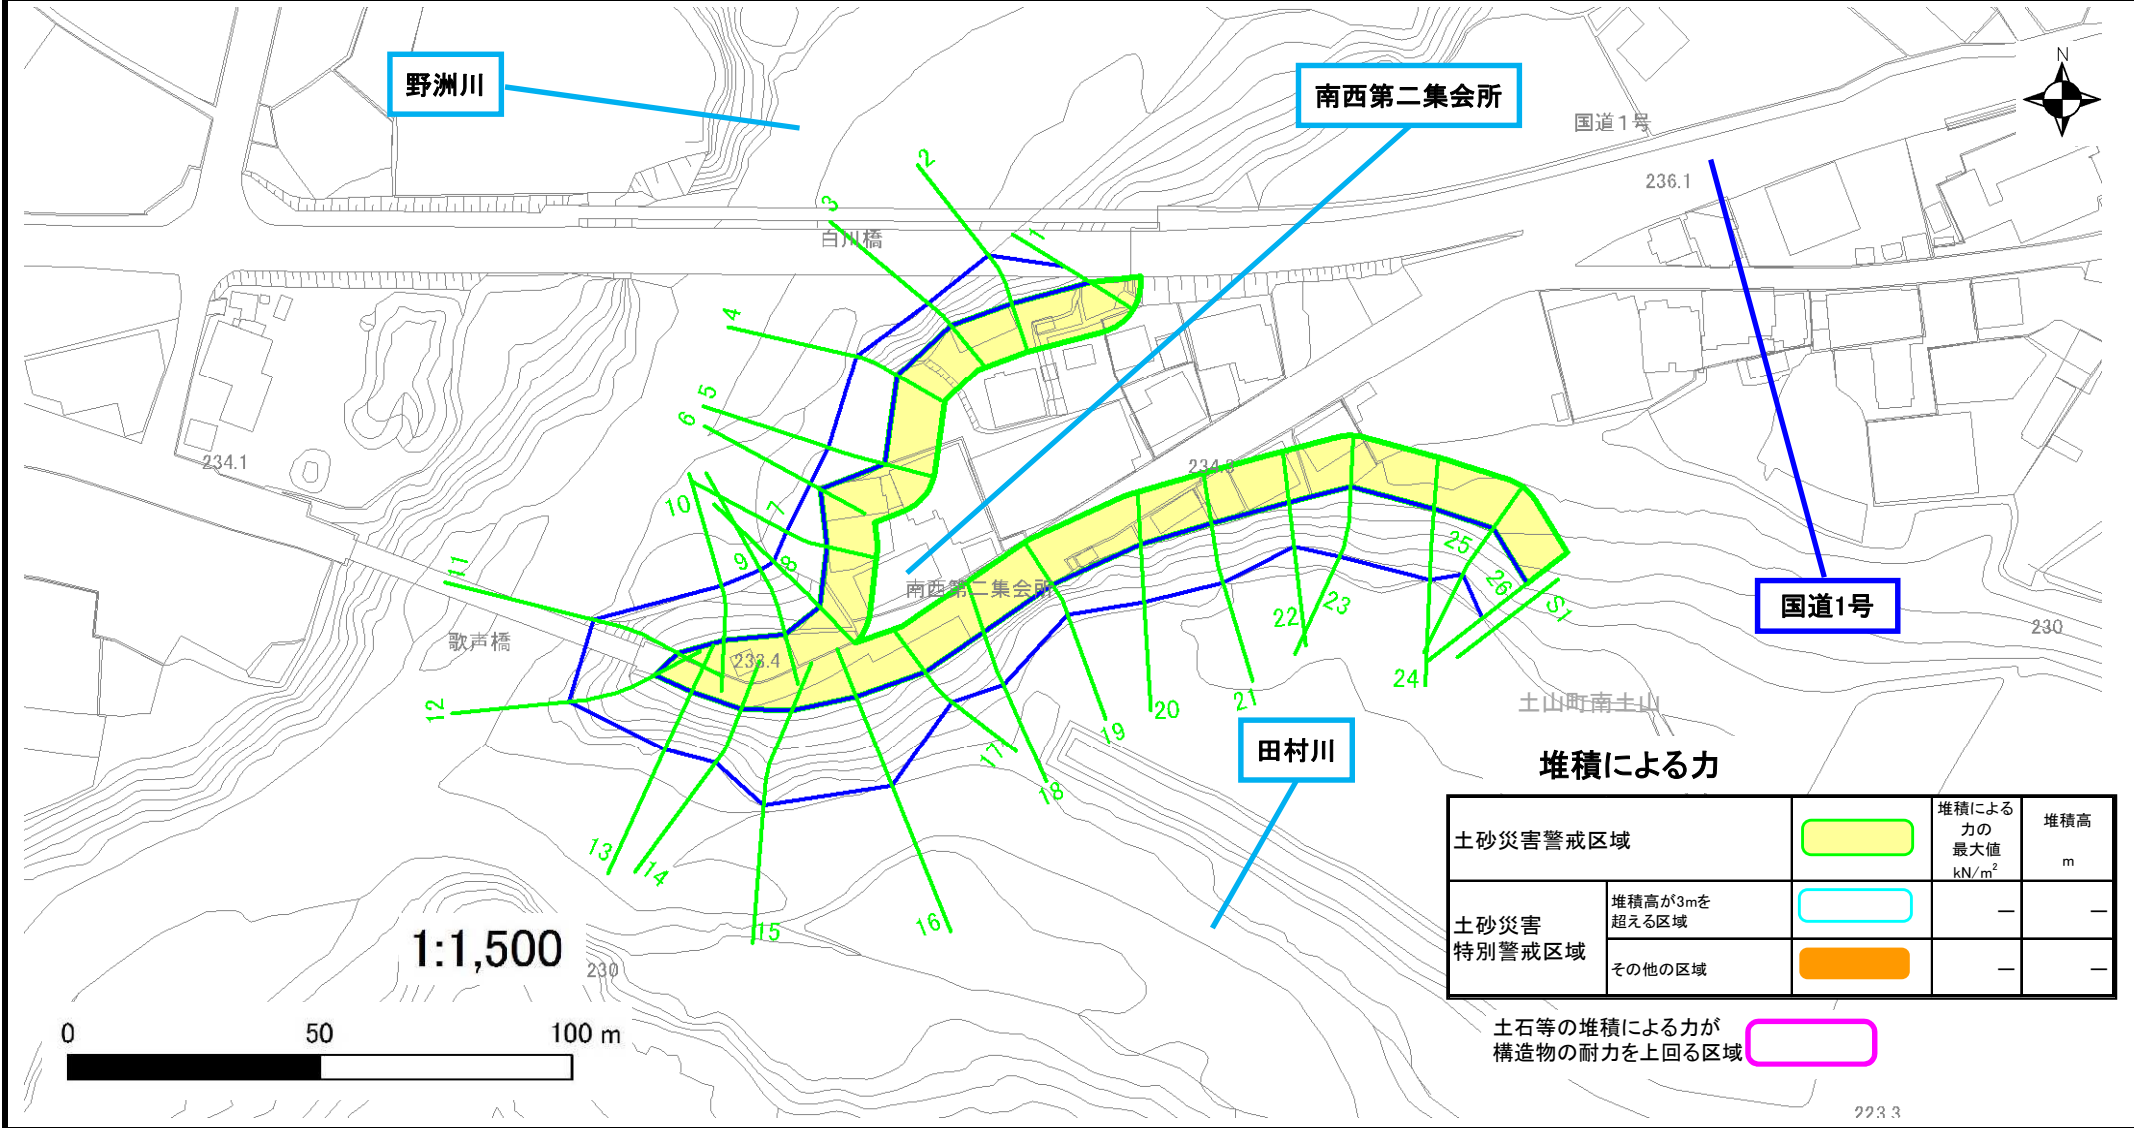 野洲川
南西第二集会所
国道1号
N
236.1
2
3
1
白川橋
4
5
6
234.1
234.3
10
7
9
8
11
25
26
S1
南西第二集会所
22
23
国道1号
230
歌声橋
233.4
12
24
21
20
19
土山町南土山
17
18
田村川
13
14
15
16
堆積による力
土砂災害警戒区域
堆積による
力の
最大値
kN/m²
堆積高
m
土砂災害
特別警戒区域
堆積高が3mを
超える区域
—
—
その他の区域
—
—
1:1,500
230
0
50
100 m
土石等の堆積による力が
構造物の耐力を上回る区域
223.3